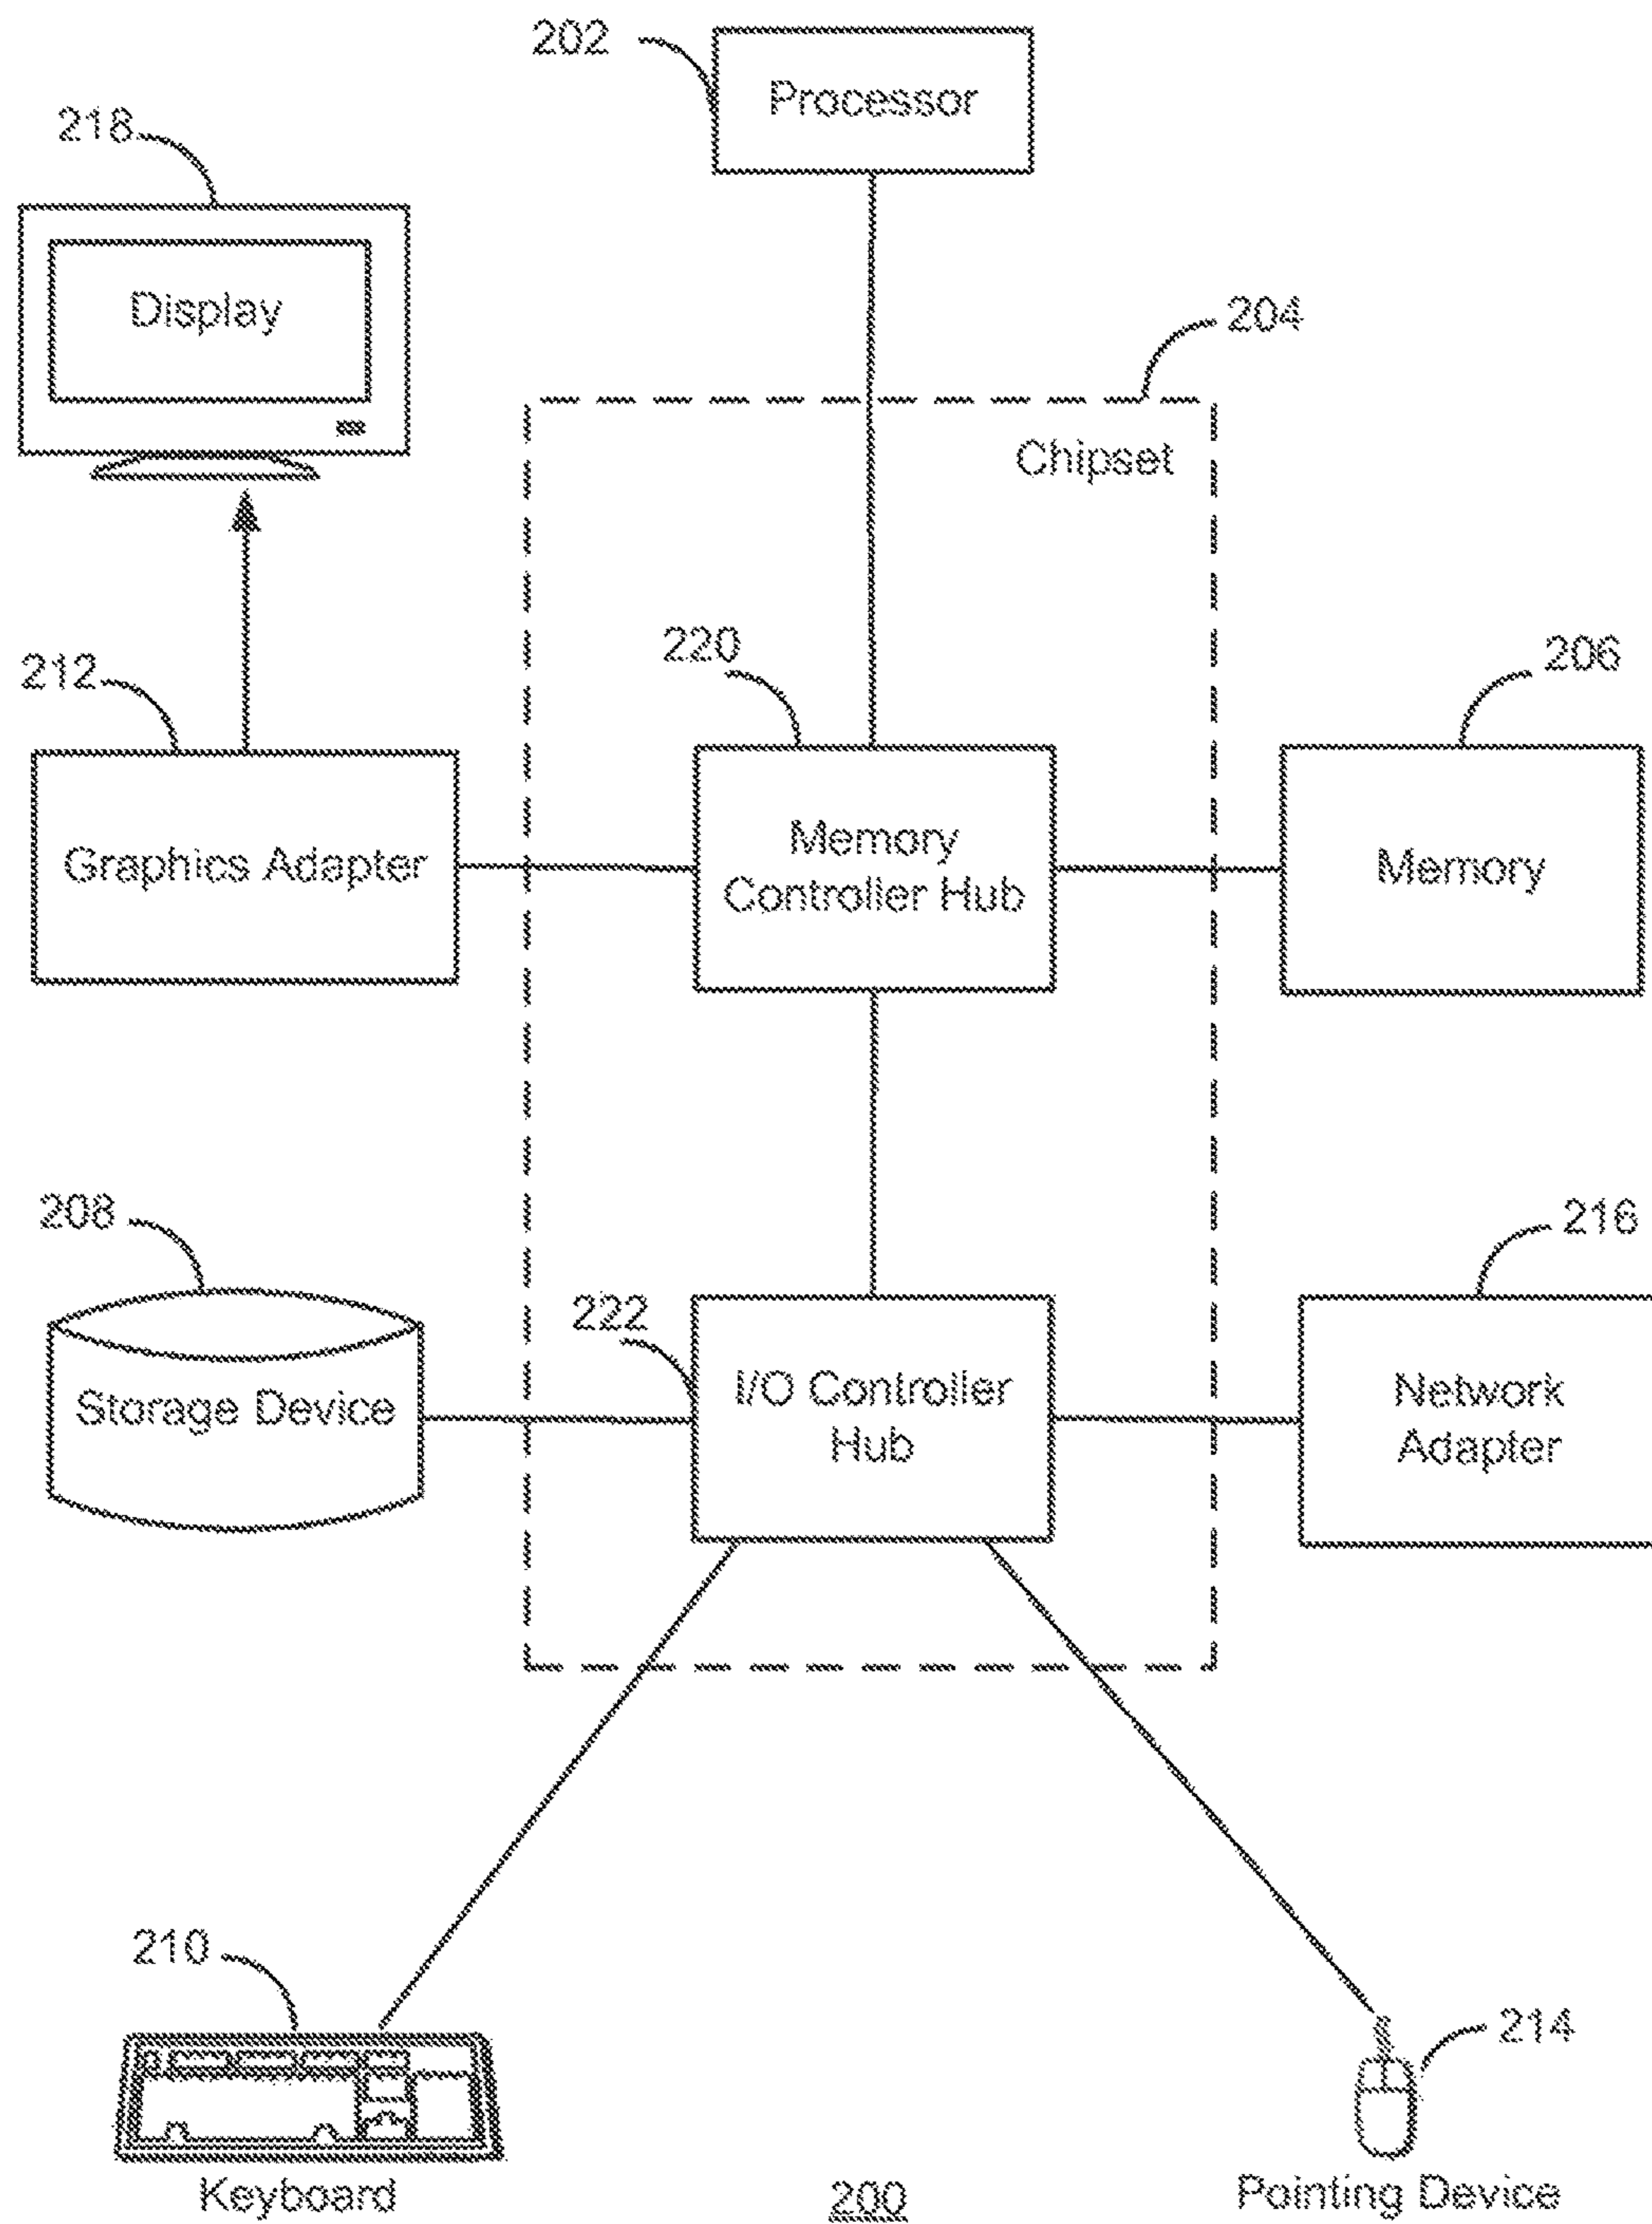 202
Processor
218
Display
204
Chipset
212
220
206
Graphics Adapter
Memory
Controller Hub
Memory
208
222
216
Storage Device
I/O Controller
Hub
Network
Adapter
210
214
Keyboard
200
Pointing Device